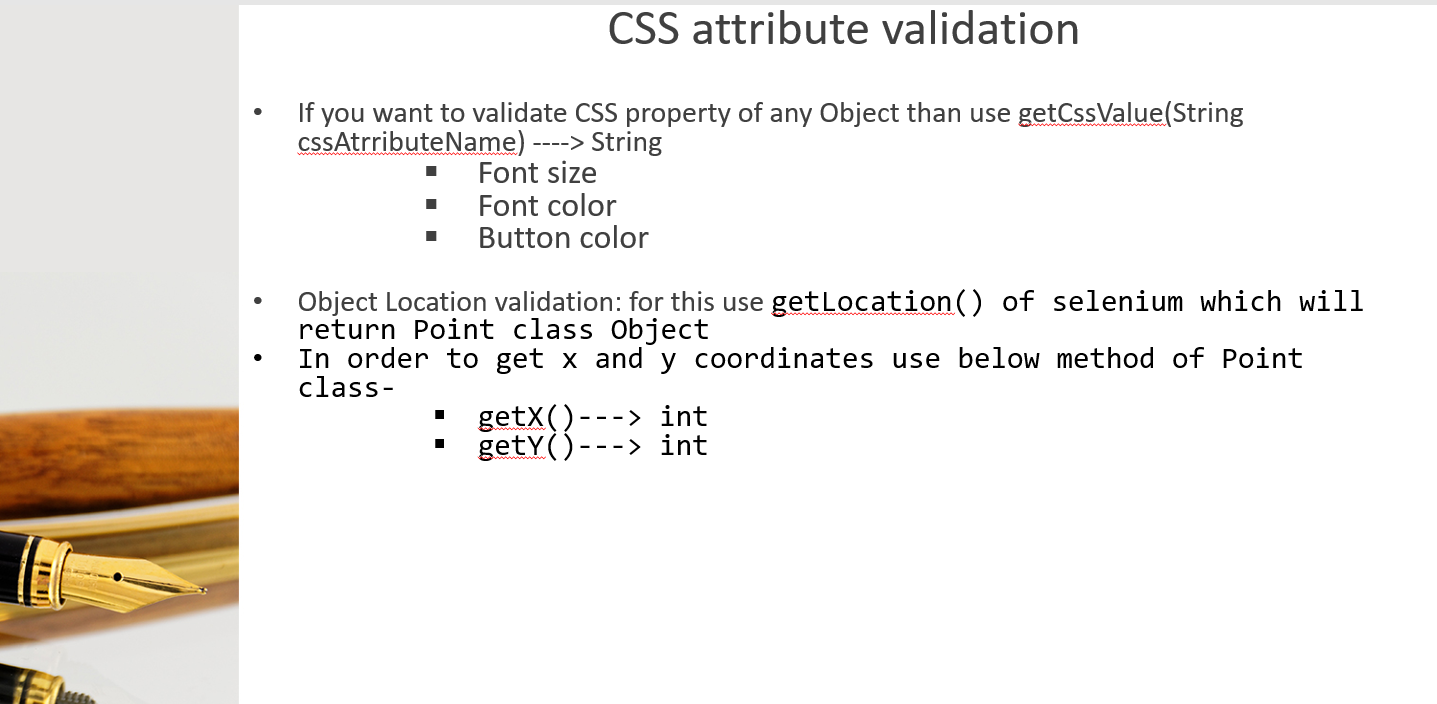 CSS attribute validation
• If you want to validate CSS property of any Object than use getCssValue(String
cssAtrributeName) ----> String
▪ Font size
▪ Font color
▪ Button color
• Object Location validation: for this use getLocation() of selenium which will
return Point class Object
• In order to get x and y coordinates use below method of Point
class-
▪ getX()---> int
▪ getY()---> int